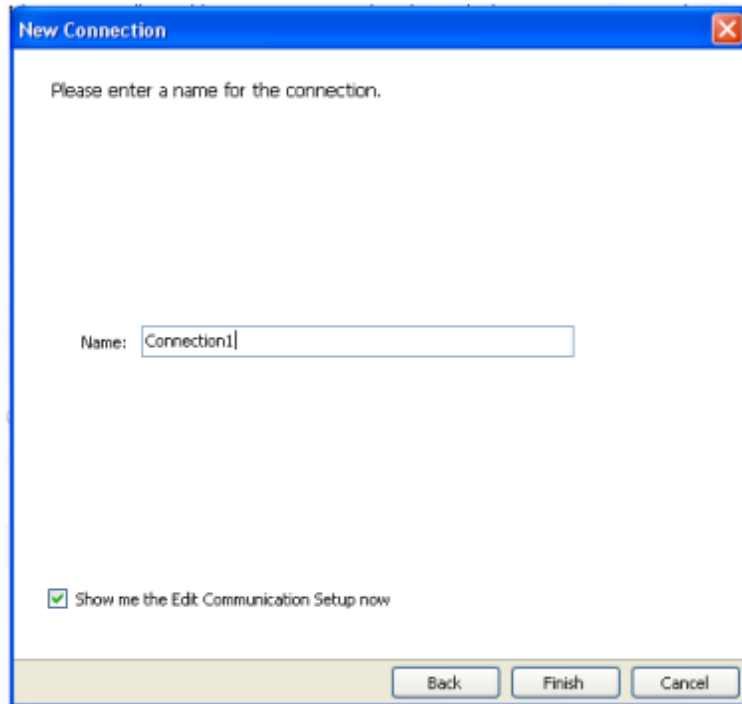 New Connection
Please enter a name for the connection.
Name: Connection1
Show me the Edit Communication Setup now
Back Finish Cancel